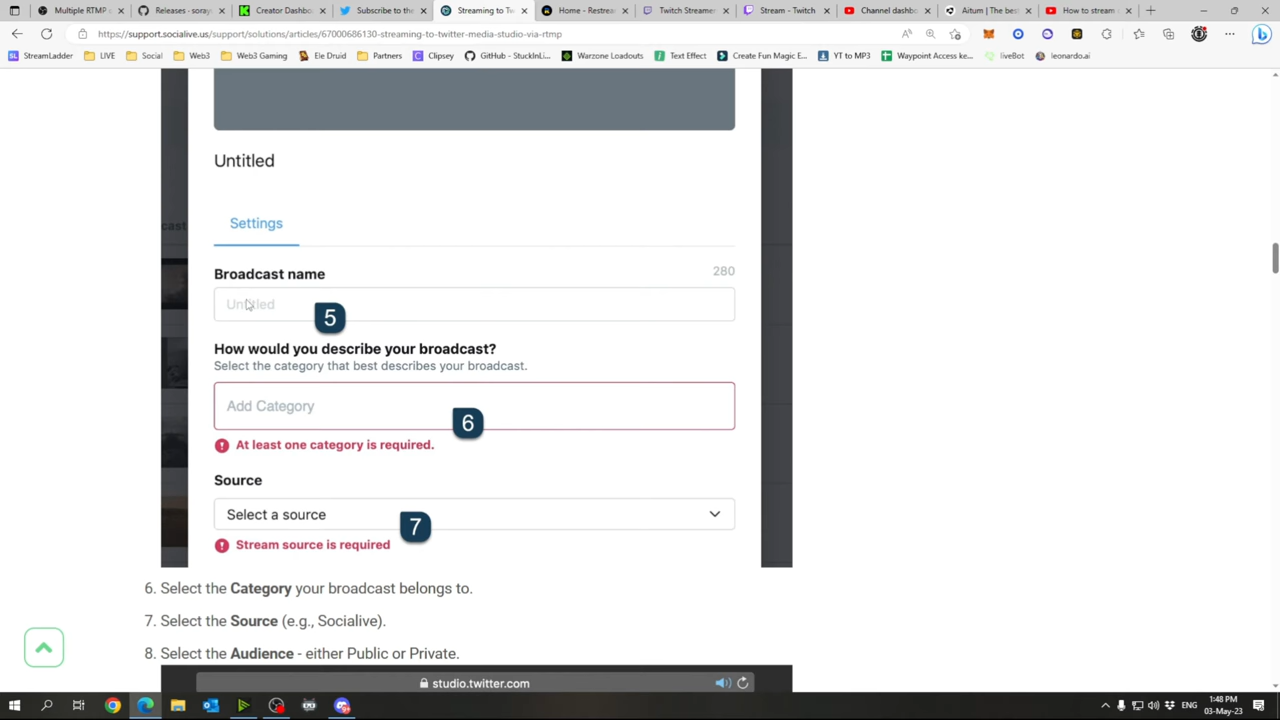 Multiple RTMP o
Releases - soray
Creator Dashbo
Subscribe to the
Streaming to Tw
Home - Restrea
Twitch Streamer
Stream - Twitch
Channel dashbo
Aitum | The best
How to stream
https://support.socialive.us/support/solutions/articles/67000686130-streaming-to-twitter-media-studio-via-rtmp
StreamLadder
LIVE
Social
Web3
Web3 Gaming
Ele Druid
Partners
Clipsey
GitHub - StuckInLi...
Warzone Loadouts
Text Effect
Create Fun Magic E...
YT to MP3
Waypoint Access ke...
liveBot
leonardo.ai
Untitled
Settings
Broadcast name
280
Untitled
5
How would you describe your broadcast?
Select the category that best describes your broadcast.
Add Category
6
At least one category is required.
Source
Select a source
7
Stream source is required
6. Select the Category your broadcast belongs to.
7. Select the Source (e.g., Socialive).
8. Select the Audience - either Public or Private.
studio.twitter.com
ENG
1:48 PM
03-May-23